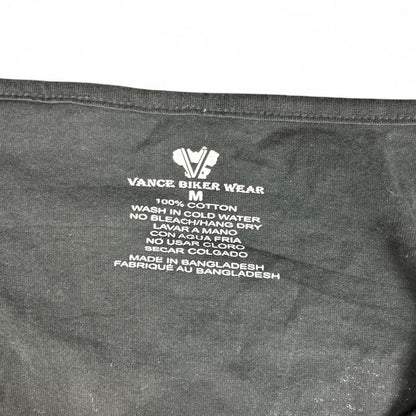 VANCE BIKER WEAR
M
100% COTTON
WASH IN COLD WATER
NO BLEACH/HANG DRY
LAVAR A MANO
CON AGUA FRIA
NO USAR CLORO
SECAR COLGADO
MADE IN BANGLADESH
FABRIQUÉ AU BANGLADESH